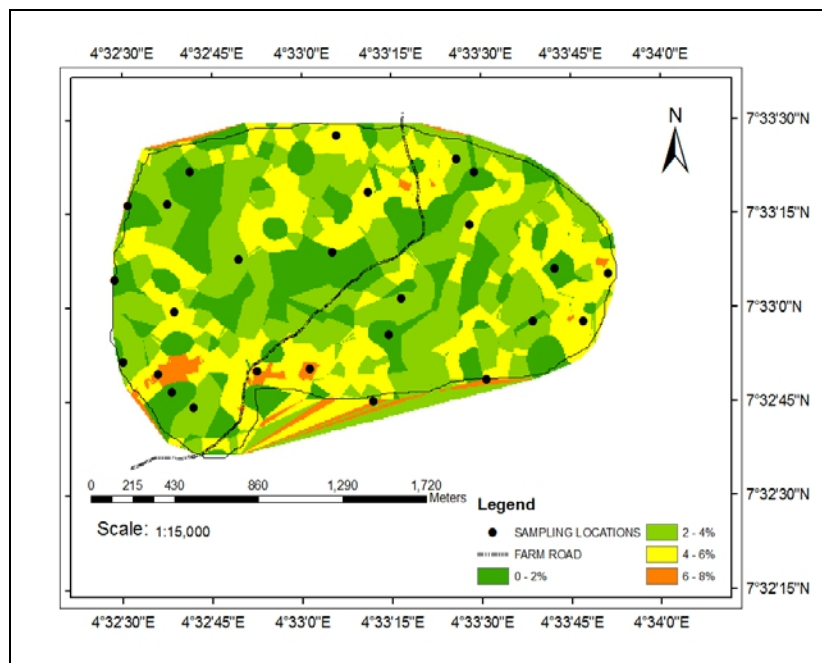 4°32'30"E 4°32'45"E 4°33'0"E 4°33'15"E 4°33'30"E 4°33'45"E 4°34'0"E
N
7°33'30"N
7°33'15"N
7°33'0"N
7°32'45"N
7°32'30"N
7°32'15"N
0 215 430 860 1,290 1,720
Meters
Scale: 1:15,000
Legend
SAMPLING LOCATIONS
FARM ROAD
0 - 2%
2 - 4%
4 - 6%
6 - 8%
4°32'30"E 4°32'45"E 4°33'0"E 4°33'15"E 4°33'30"E 4°33'45"E 4°34'0"E